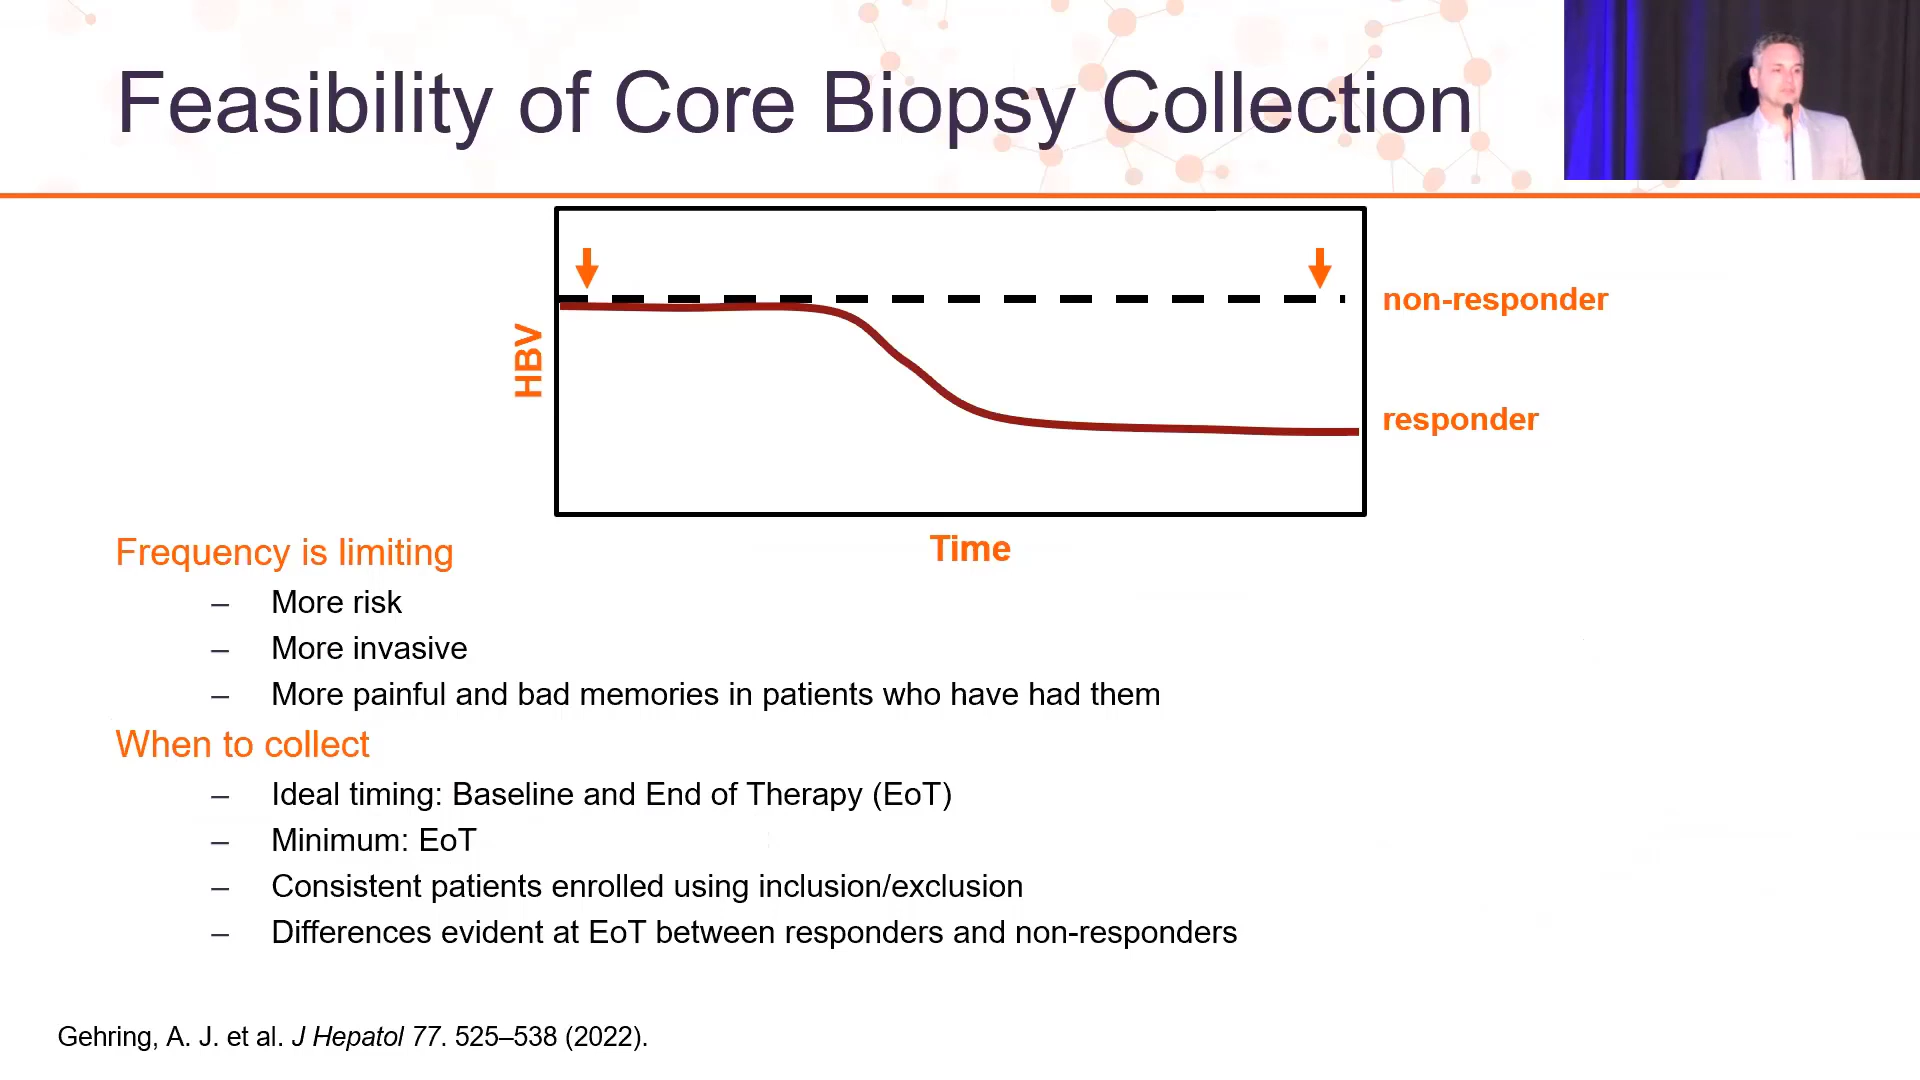 Feasibility of Core Biopsy Collection
non-responder
HBV
responder
Time
Frequency is limiting
– More risk
– More invasive
– More painful and bad memories in patients who have had them
When to collect
– Ideal timing: Baseline and End of Therapy (EoT)
– Minimum: EoT
– Consistent patients enrolled using inclusion/exclusion
– Differences evident at EoT between responders and non-responders
Gehring, A. J. et al. J Hepatol 77. 525–538 (2022).